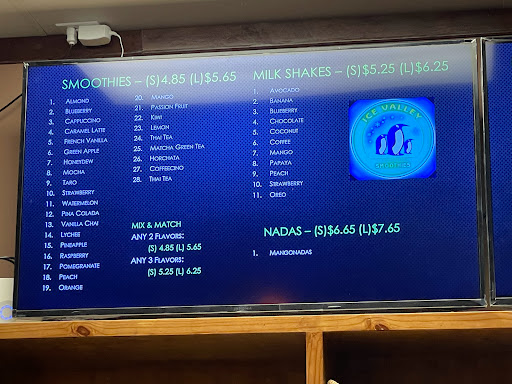 SMOOTHIES – (S)4.85 (L)$5.65
1. ALMOND
2. BLUEBERRY
3. CAPPUCCINO
4. CARAMEL LATTE
5. FRENCH VANILLA
6. GREEN APPLE
7. HONEYDEW
8. MOCHA
9. TARO
10. STRAWBERRY
11. WATERMELON
12. PINA COLADA
13. VANILLA CHAI
14. LYCHEE
15. PINEAPPLE
16. RASPBERRY
17. POMEGRANATE
18. PEACH
19. ORANGE
20. MANGO
21. PASSION FRUIT
22. KIWI
23. LEMON
24. THAI TEA
25. MATCHA GREEN TEA
26. HORCHATA
27. COFFEECINO
28. THAI TEA
MIX & MATCH
ANY 2 FLAVORS:
(S) 4.85 (L) 5.65
ANY 3 FLAVORS:
(S) 5.25 (L) 6.25
MILK SHAKES – (S)$5.25 (L)$6.25
1. AVOCADO
2. BANANA
3. BLUEBERRY
4. CHOCOLATE
5. COCONUT
6. COFFEE
7. MANGO
8. PAPAYA
9. PEACH
10. STRAWBERRY
11. OREO
ICE VALLEY
SMOOTHIES
NADAS – (S)$6.65 (L)$7.65
1. MANGONADAS